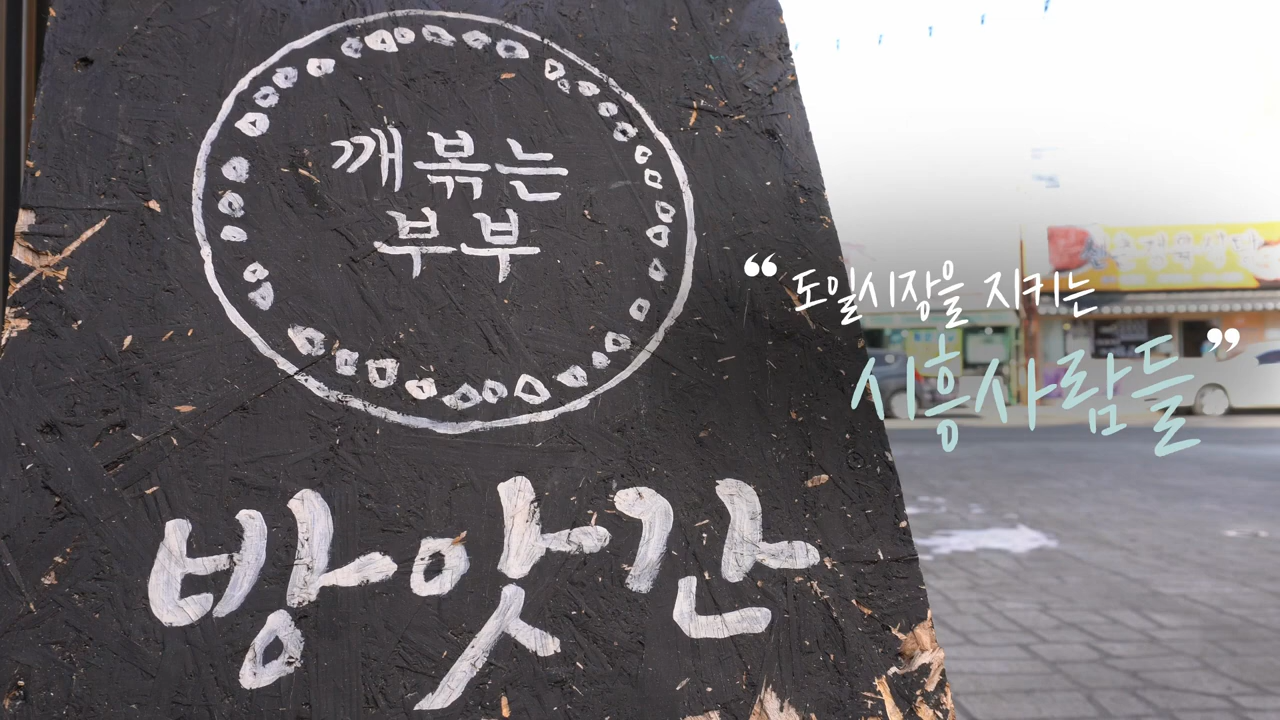 깨볶는
부부
방앗간
“도일시장을 지키는
시흥사람들”